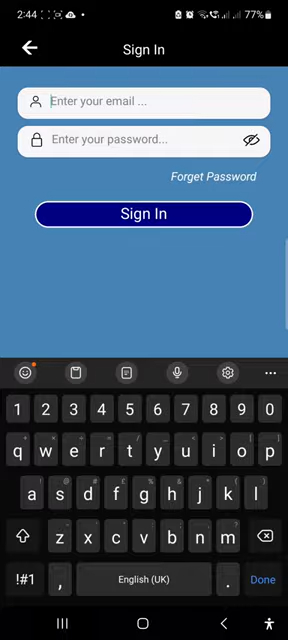 2:44
77%
Sign In
Enter your email ...
Enter your password...
Forget Password
Sign In
1 2 3 4 5 6 7 8 9 0
q w e r t y u i o p
a s d f g h j k l
z x c v b n m
!#1 , English (UK) . Done